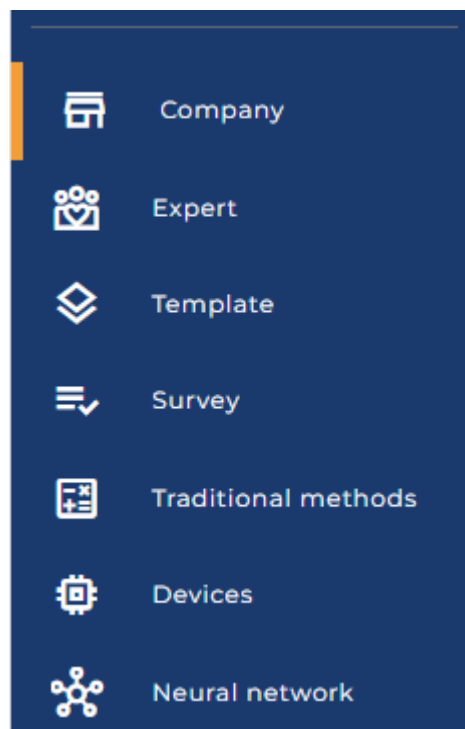 Company
Expert
Template
Survey
Traditional methods
Devices
Neural network